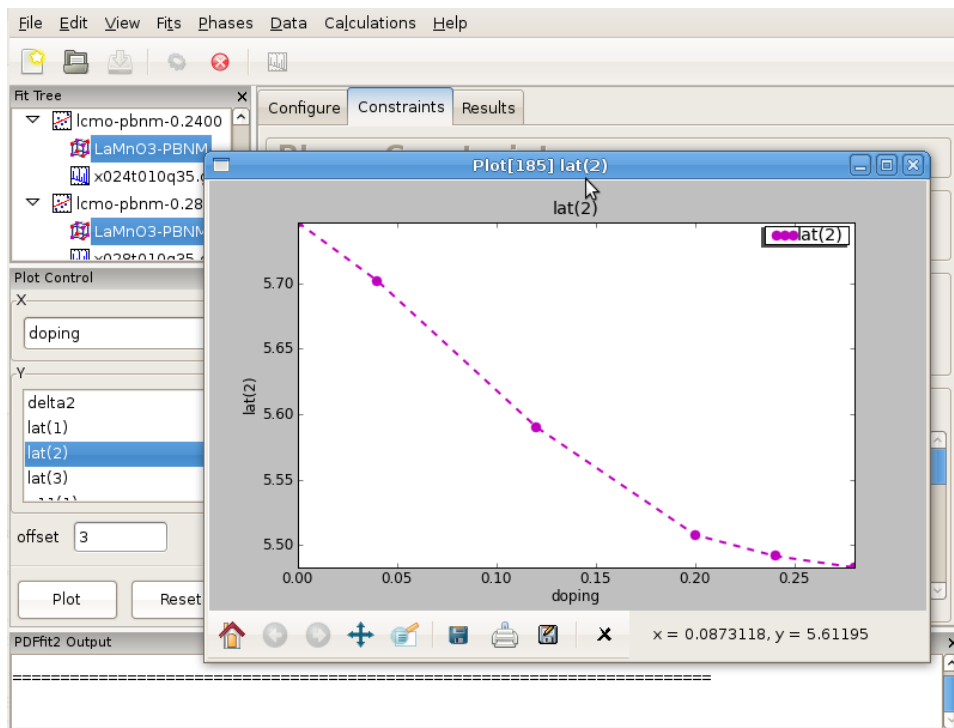 File Edit View Fits Phases Data Calculations Help
Fit Tree
Configure Constraints Results
lcmo-pbnm-0.2400
LaMnO3-PBNM
x024t010q35.g
lcmo-pbnm-0.28
LaMnO3-PBNM
x028t010q35.g
Plot[185] lat(2)
lat(2)
lat(2)
5.70
5.65
5.60
5.55
5.50
lat(2)
0.00 0.05 0.10 0.15 0.20 0.25
doping
x = 0.0873118, y = 5.61195
Plot Control
X
doping
Y
delta2
lat(1)
lat(2)
lat(3)
offset 3
Plot Reset
PDFfit2 Output